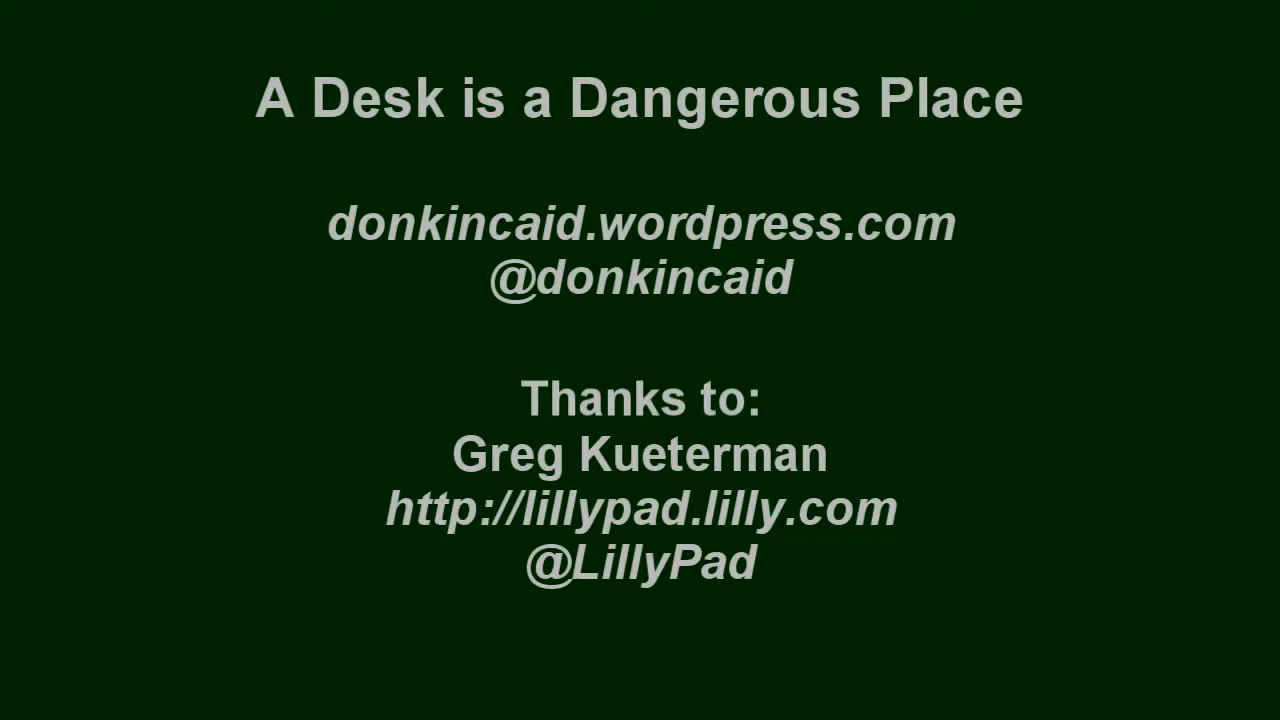 A Desk is a Dangerous Place
donkincaid.wordpress.com
@donkincaid
Thanks to:
Greg Kueterman
http://lillypad.lilly.com
@LillyPad